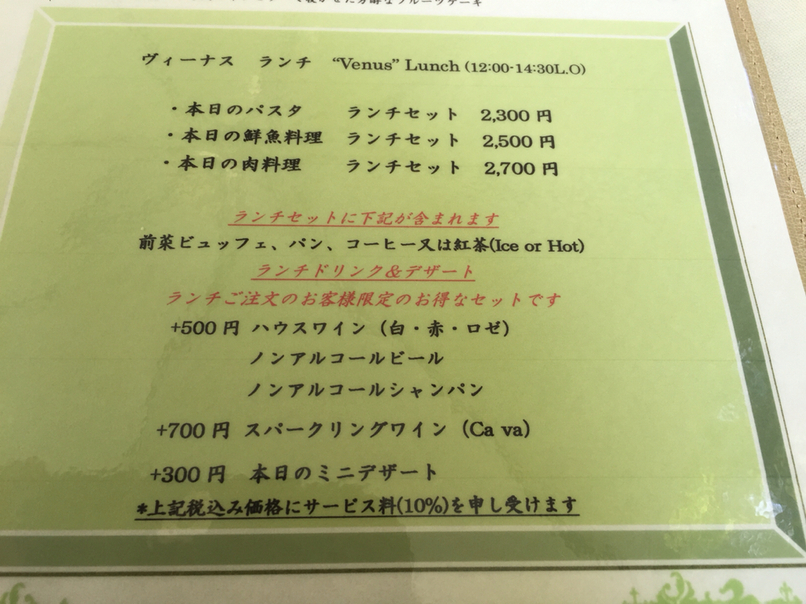 ヴィーナス ランチ “Venus” Lunch (12:00-14:30L.O)
・本日のパスタ ランチセット 2,300 円
・本日の鮮魚料理 ランチセット 2,500 円
・本日の肉料理 ランチセット 2,700 円
ランチセットに下記が含まれます
前菜ビュッフェ、パン、コーヒー又は紅茶(Ice or Hot)
ランチドリンク&デザート
ランチご注文のお客様限定のお得なセットです
+500 円 ハウスワイン（白・赤・ロゼ）
ノンアルコールビール
ノンアルコールシャンパン
+700 円 スパークリングワイン（Ca va）
+300 円 本日のミニデザート
*上記税込み価格にサービス料(10%)を申し受けます